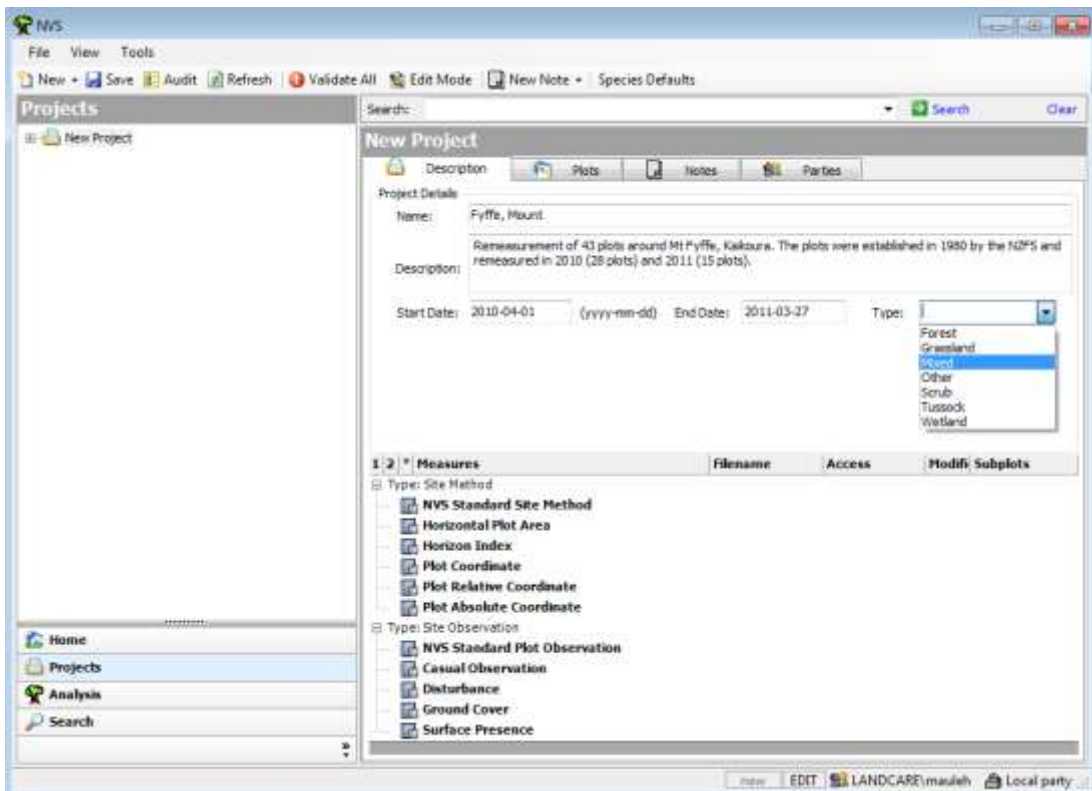 NVS
File View Tools
New Save Audit Refresh Validate All Edit Mode New Note Species Defaults
Projects
New Project
Search: Search Clear
New Project
Description Plots Notes Parties
Project Details
Name: Fyffe, Mount
Description: Remeasurement of 43 plots around Mt Fyffe, Kaikoura. The plots were established in 1980 by the NZFS and
remeasured in 2010 (28 plots) and 2011 (15 plots).
Start Date: 2010-04-01 (yyyy-mm-dd) End Date: 2011-03-27 Type:
Forest
Grassland
Mixed
Other
Scrub
Tussock
Wetland
1 2 * Measures Filename Access Modifi Subplots
Type: Site Method
NVS Standard Site Method
Horizontal Plot Area
Horizon Index
Plot Coordinate
Plot Relative Coordinate
Plot Absolute Coordinate
Type: Site Observation
NVS Standard Plot Observation
Casual Observation
Disturbance
Ground Cover
Surface Presence
Home
Projects
Analysis
Search
new EDIT LANDCARE\mauleh Local party